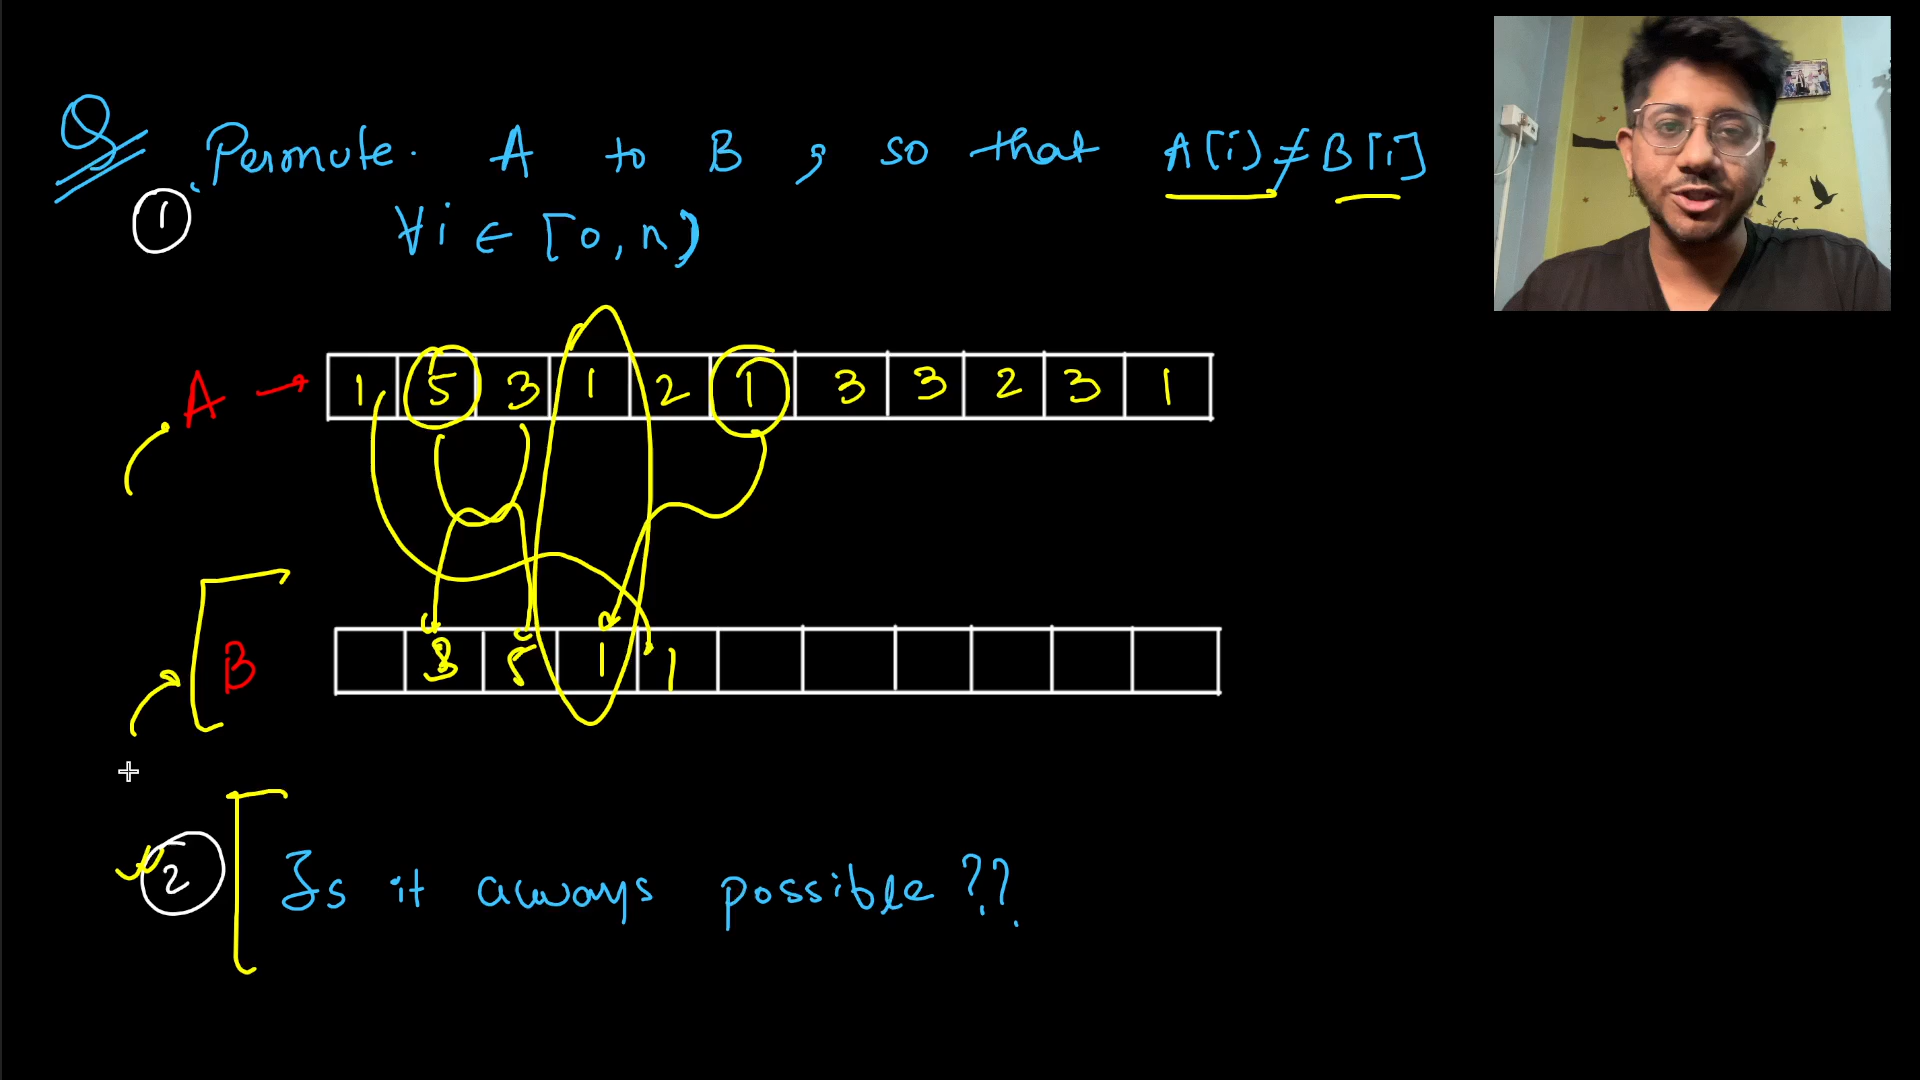 Q. Permute. A to B, so that A[i] ≠ B[i]
1
∀i ∈ [0, n)
A → 1 5 3 1 2 1 3 3 2 3 1
B 3 5 1 1
2 Is it always possible ??